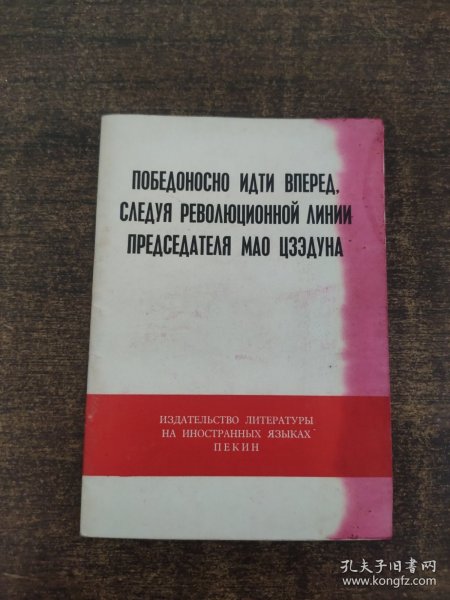 ПОБЕДОНОСНО ИДТИ ВПЕРЕД,
СЛЕДУЯ РЕВОЛЮЦИОННОЙ ЛИНИИ
ПРЕДСЕДАТЕЛЯ МАО ЦЗЭДУНА
ИЗДАТЕЛЬСТВО ЛИТЕРАТУРЫ
НА ИНОСТРАННЫХ ЯЗЫКАХ
ПЕКИН
孔夫子旧书网
www.kongfz.com